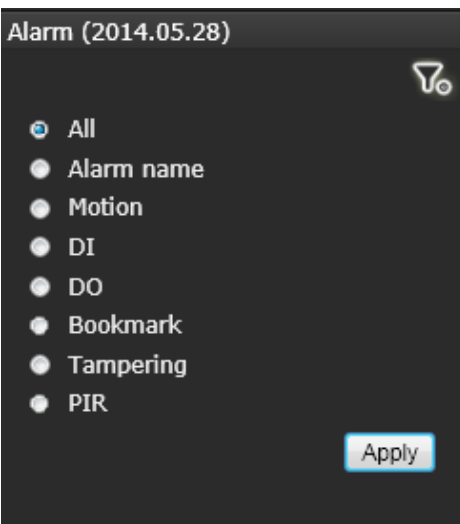 Alarm (2014.05.28)
All
Alarm name
Motion
DI
DO
Bookmark
Tampering
PIR
Apply